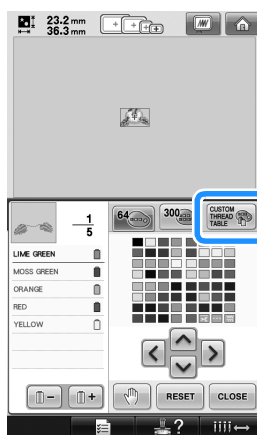 23.2 mm
36.3 mm
1
5
64
300
CUSTOM
THREAD
TABLE
LIME GREEN
MOSS GREEN
ORANGE
RED
YELLOW
−
+
RESET
CLOSE
?